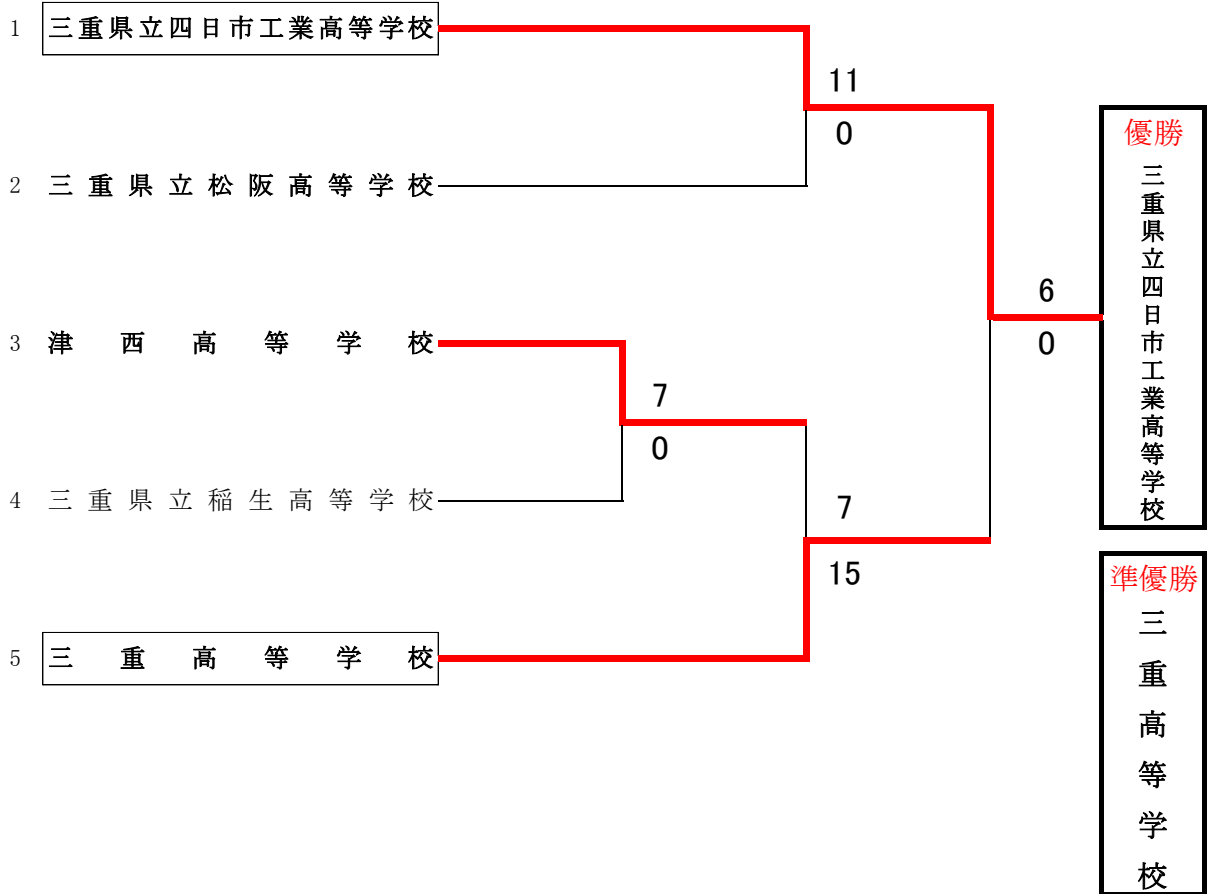 1 三重県立四日市工業高等学校
11
0
2 三重県立松阪高等学校
6
0
3 津西高等学校
7
0
4 三重県立稲生高等学校
7
15
5 三重高等学校
優勝
三重県立四日市工業高等学校
準優勝
三重高等学校